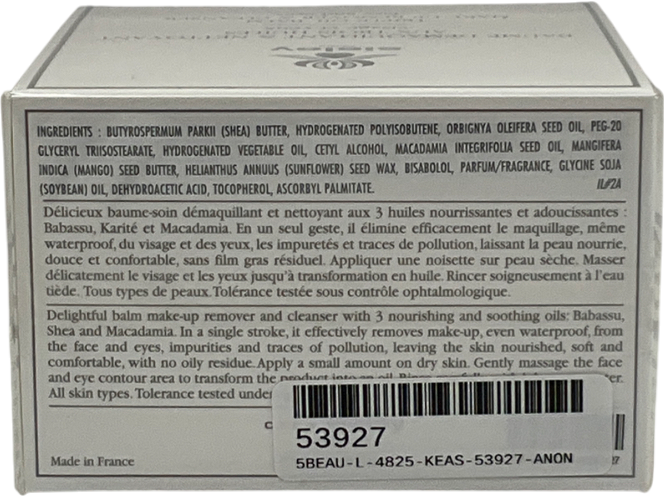 BAUME DÉMAQUILLANT & NETTOYANT
sisley
INGREDIENTS : BUTYROSPERMUM PARKII (SHEA) BUTTER, HYDROGENATED POLYISOBUTENE, ORBIGNYA OLEIFERA SEED OIL, PEG-20
GLYCERYL TRIISOSTEARATE, HYDROGENATED VEGETABLE OIL, CETYL ALCOHOL, MACADAMIA INTEGRIFOLIA SEED OIL, MANGIFERA
INDICA (MANGO) SEED BUTTER, HELIANTHUS ANNUUS (SUNFLOWER) SEED WAX, BISABOLOL, PARFUM/FRAGRANCE, GLYCINE SOJA
(SOYBEAN) OIL, DEHYDROACETIC ACID, TOCOPHEROL, ASCORBYL PALMITATE. IL#2A
Délicieux baume-soin démaquillant et nettoyant aux 3 huiles nourrissantes et adoucissantes :
Babassu, Karité et Macadamia. En un seul geste, il élimine efficacement le maquillage, même
waterproof, du visage et des yeux, les impuretés et traces de pollution, laissant la peau nourrie,
douce et confortable, sans film gras résiduel. Appliquer une noisette sur peau sèche. Masser
délicatement le visage et les yeux jusqu'à transformation en huile. Rincer soigneusement à l'eau
tiède. Tous types de peaux. Tolérance testée sous contrôle ophtalmologique.
Delightful balm make-up remover and cleanser with 3 nourishing and soothing oils: Babassu,
Shea and Macadamia. In a single stroke, it effectively removes make-up, even waterproof, from
the face and eyes, impurities and traces of pollution, leaving the skin nourished, soft and
comfortable, with no oily residue. Apply a small amount on dry skin. Gently massage the face
and eye contour area to transform the product into an oil.
All skin types. Tolerance tested under
53927
5BEAU-L-4825-KEAS-53927-ANON
Made in France